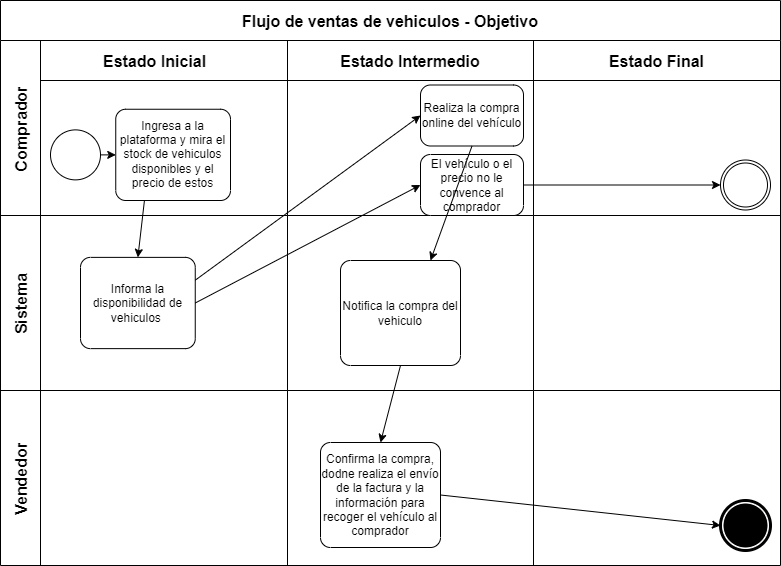 Flujo de ventas de vehiculos - Objetivo
Estado Inicial
Estado Intermedio
Estado Final
Comprador
Ingresa a la
plataforma y mira el
stock de vehiculos
disponibles y el
precio de estos
Realiza la compra
online del vehículo
El vehículo o el
precio no le
convence al
comprador
Sistema
Informa la
disponibilidad de
vehiculos
Notifica la compra del
vehiculo
Vendedor
Confirma la compra,
dodne realiza el envío
de la factura y la
información para
recoger el vehículo al
comprador